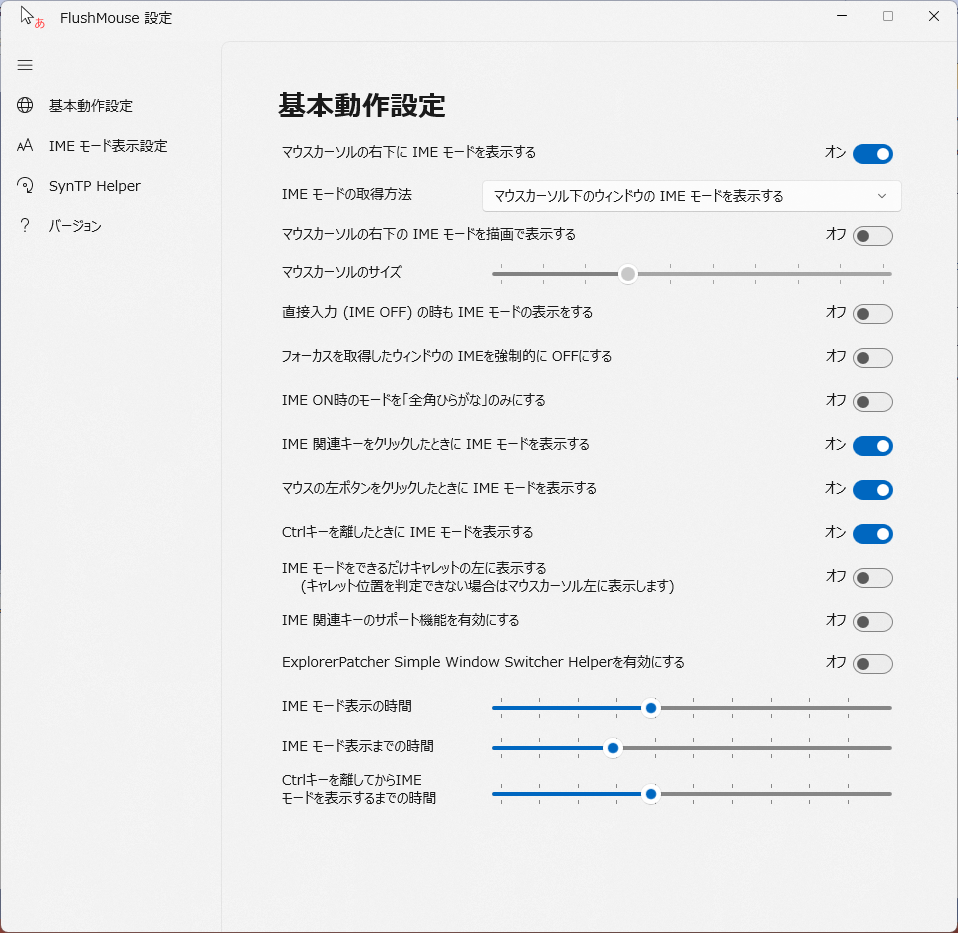 あ
FlushMouse 設定
基本動作設定
IME モード表示設定
SynTP Helper
バージョン
基本動作設定
マウスカーソルの右下に IME モードを表示する
オン
IME モードの取得方法
マウスカーソル下のウィンドウの IME モードを表示する
マウスカーソルの右下の IME モードを描画で表示する
オフ
マウスカーソルのサイズ
直接入力 (IME OFF) の時も IME モードの表示をする
オフ
フォーカスを取得したウィンドウの IMEを強制的に OFFにする
オフ
IME ON時のモードを「全角ひらがな」のみにする
オフ
IME 関連キーをクリックしたときに IME モードを表示する
オン
マウスの左ボタンをクリックしたときに IME モードを表示する
オン
Ctrlキーを離したときに IME モードを表示する
オン
IME モードをできるだけキャレットの左に表示する
(キャレット位置を判定できない場合はマウスカーソル左に表示します)
オフ
IME 関連キーのサポート機能を有効にする
オフ
ExplorerPatcher Simple Window Switcher Helperを有効にする
オフ
IME モード表示の時間
IME モード表示までの時間
Ctrlキーを離してからIME
モードを表示するまでの時間